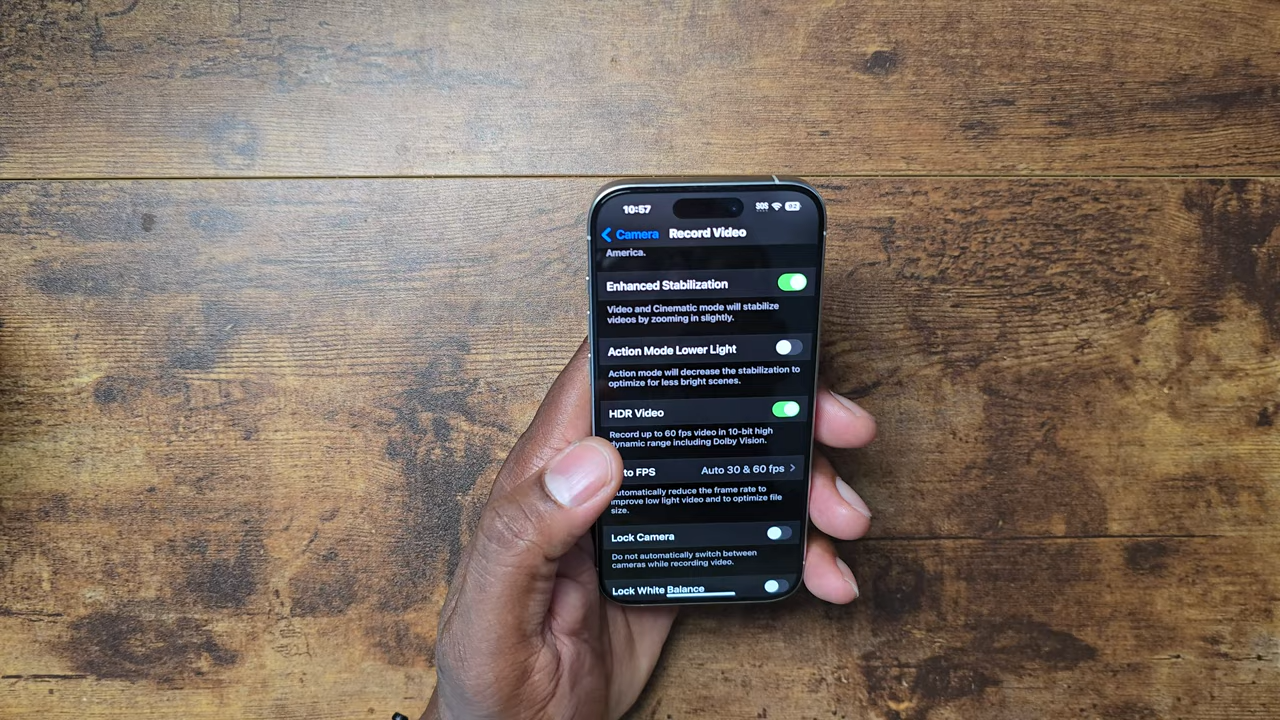 10:57 SOS 92
Camera Record Video
America.
Enhanced Stabilization
Video and Cinematic mode will stabilize
videos by zooming in slightly.
Action Mode Lower Light
Action mode will decrease the stabilization to
optimize for less bright scenes.
HDR Video
Record up to 60 fps video in 10-bit high
dynamic range including Dolby Vision.
to FPS Auto 30 & 60 fps
utomatically reduce the frame rate to
improve low light video and to optimize file
size.
Lock Camera
Do not automatically switch between
cameras while recording video.
Lock White Balance